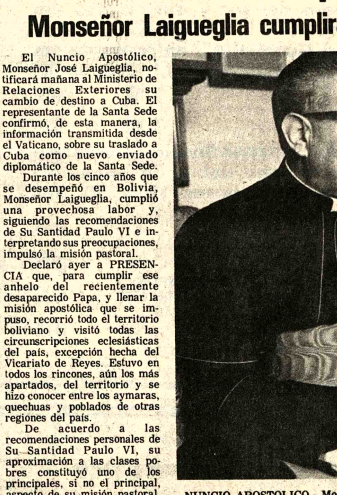 Monseñor Laigueglia cumplirá
El Nuncio Apostólico,
Monseñor José Laigueglia, no-
tificará mañana al Ministerio de
Relaciones Exteriores su
cambio de destino a Cuba. El
representante de la Santa Sede
confirmó, de esta manera, la
información transmitida desde
el Vaticano, sobre su traslado a
Cuba como nuevo enviado
diplomático de la Santa Sede.
Durante los cinco años que
se desempeñó en Bolivia,
Monseñor Laigueglia, cumplió
una provechosa labor y,
siguiendo las recomendaciones
de Su Santidad Paulo VI e in-
terpretando sus preocupaciones,
impulsó la misión pastoral.
Declaró ayer a PRESEN-
CIA que, para cumplir ese
anhelo del recientemente
desaparecido Papa, y llenar la
misión apostólica que se im-
puso, recorrió todo el territorio
boliviano y visitó todas las
circunscripciones eclesiásticas
del país, excepción hecha del
Vicariato de Reyes. Estuvo en
todos los rincones, aún los más
apartados, del territorio y se
hizo conocer entre los aymaras,
quechuas y poblados de otras
regiones del país.
De acuerdo a las
recomendaciones personales de
Su Santidad Paulo VI, su
aproximación a las clases po-
bres constituyó uno de los
principales, si no el principal,
aspecto de su misión pastoral
NUNCIO APOSTOLICO